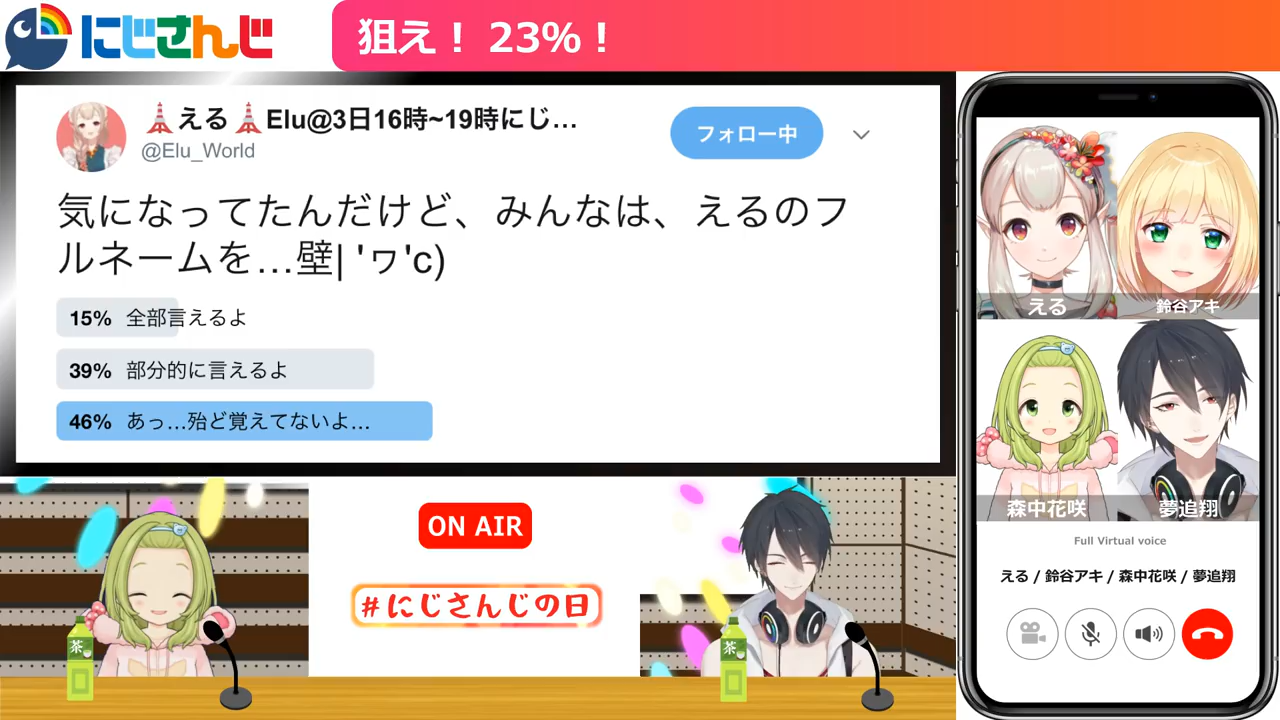 にじさんじ
狙え！ 23%！
🗼える🗼Elu@3日16時~19時にじ…
@Elu_World
フォロー中
気になってたんだけど、みんなは、えるのフ
ルネームを…壁| 'ヮ'c)
15% 全部言えるよ
39% 部分的に言えるよ
46% あっ…殆ど覚えてないよ…
える
鈴谷アキ
森中花咲
夢追翔
Full Virtual voice
える / 鈴谷アキ / 森中花咲 / 夢追翔
ON AIR
#にじさんじの日
茶
茶